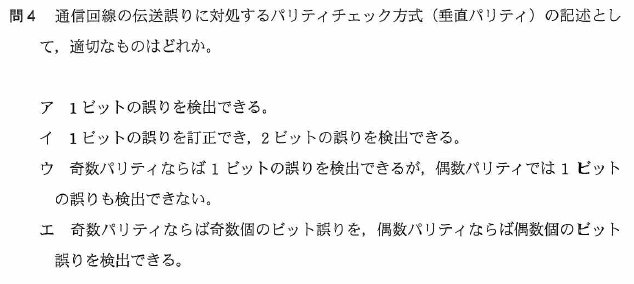 問4 通信回線の伝送誤りに対処するパリティチェック方式（垂直パリティ）の記述とし
て，適切なものはどれか。
ア 1ビットの誤りを検出できる。
イ 1ビットの誤りを訂正でき，2ビットの誤りを検出できる。
ウ 奇数パリティならば1ビットの誤りを検出できるが，偶数パリティでは1ビット
の誤りも検出できない。
エ 奇数パリティならば奇数個のビット誤りを，偶数パリティならば偶数個のビット
誤りを検出できる。